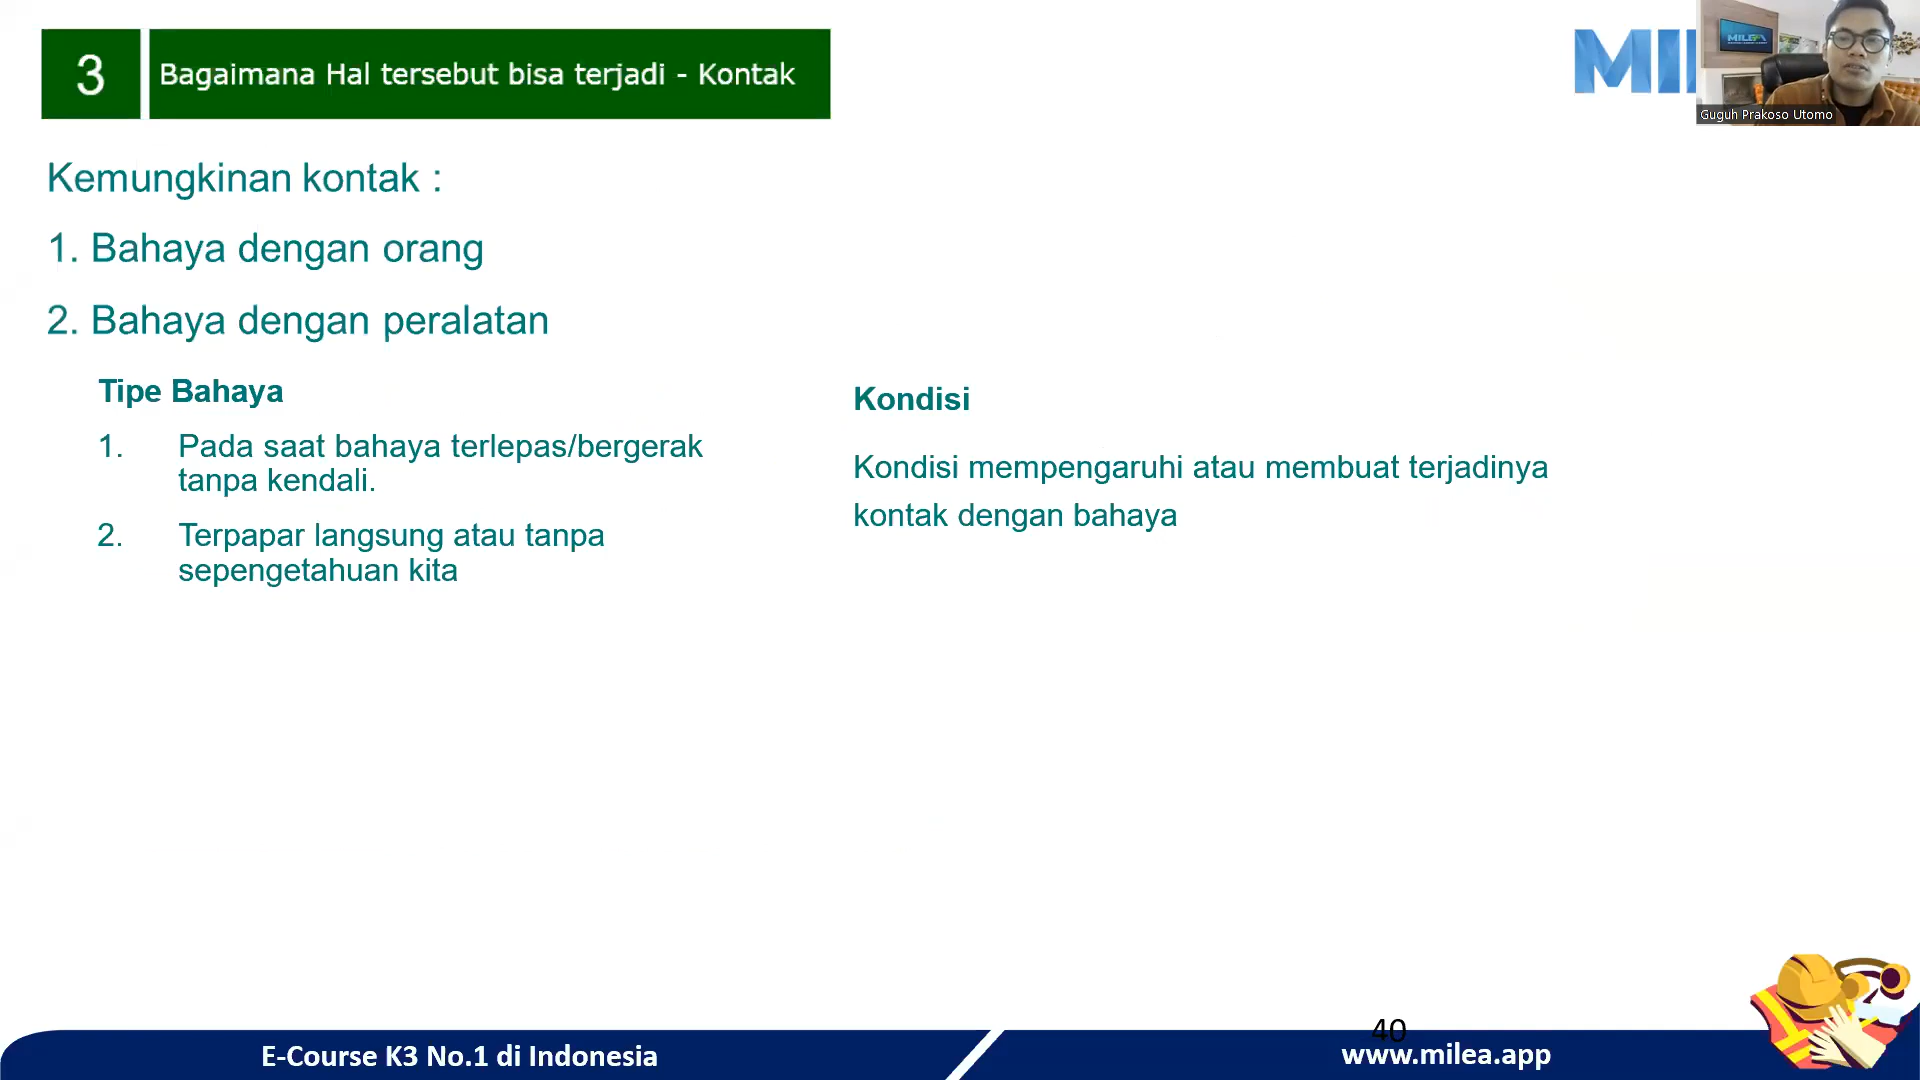 3
Bagaimana Hal tersebut bisa terjadi - Kontak
MILEA
Guguh Prakoso Utomo
Kemungkinan kontak :
1. Bahaya dengan orang
2. Bahaya dengan peralatan
Tipe Bahaya
1. Pada saat bahaya terlepas/bergerak
tanpa kendali.
2. Terpapar langsung atau tanpa
sepengetahuan kita
Kondisi
Kondisi mempengaruhi atau membuat terjadinya
kontak dengan bahaya
40
E-Course K3 No.1 di Indonesia
www.milea.app